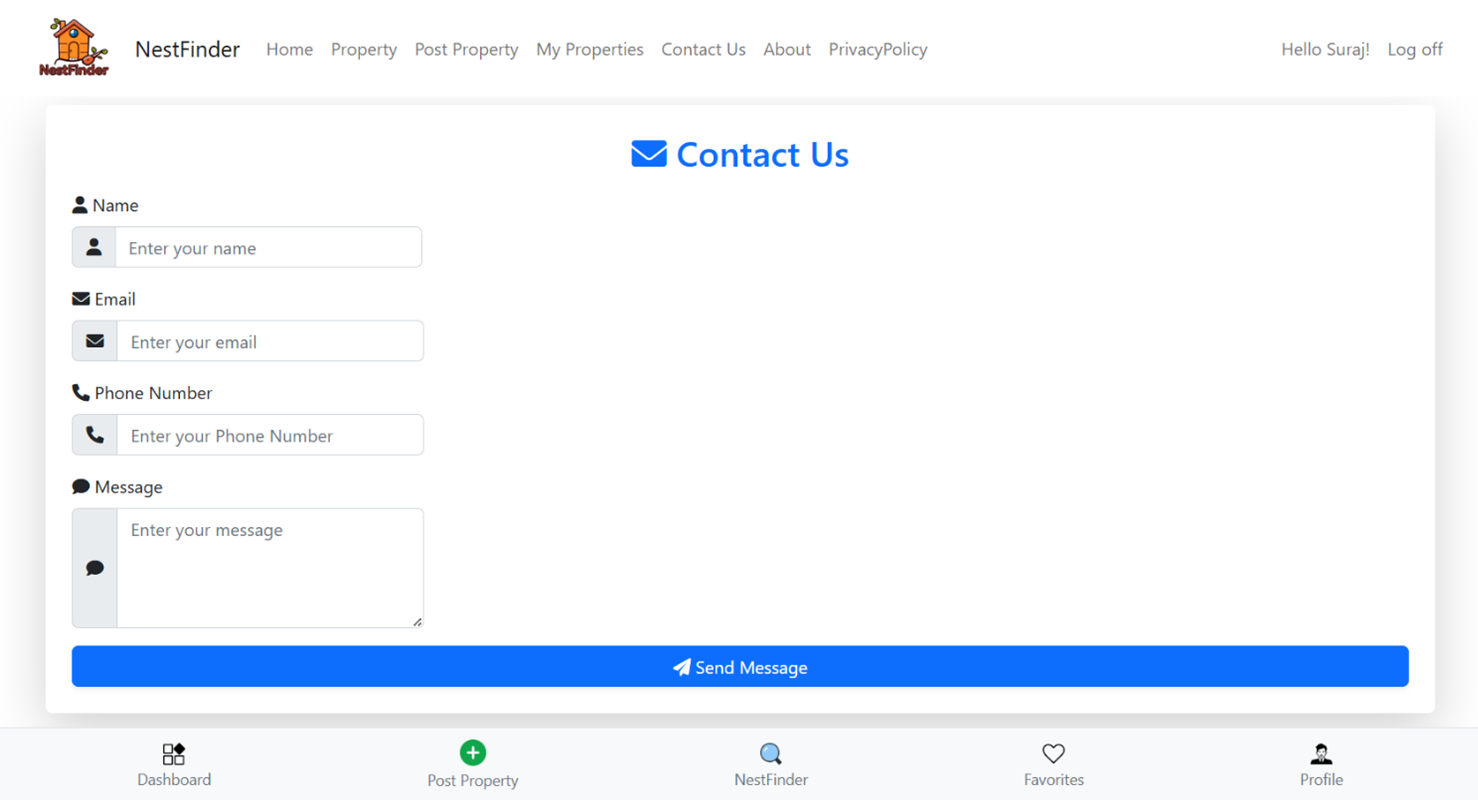 NestFinder
NestFinder Home Property Post Property My Properties Contact Us About PrivacyPolicy Hello Suraj! Log off
Contact Us
Name
Enter your name
Email
Enter your email
Phone Number
Enter your Phone Number
Message
Enter your message
Send Message
Dashboard Post Property NestFinder Favorites Profile